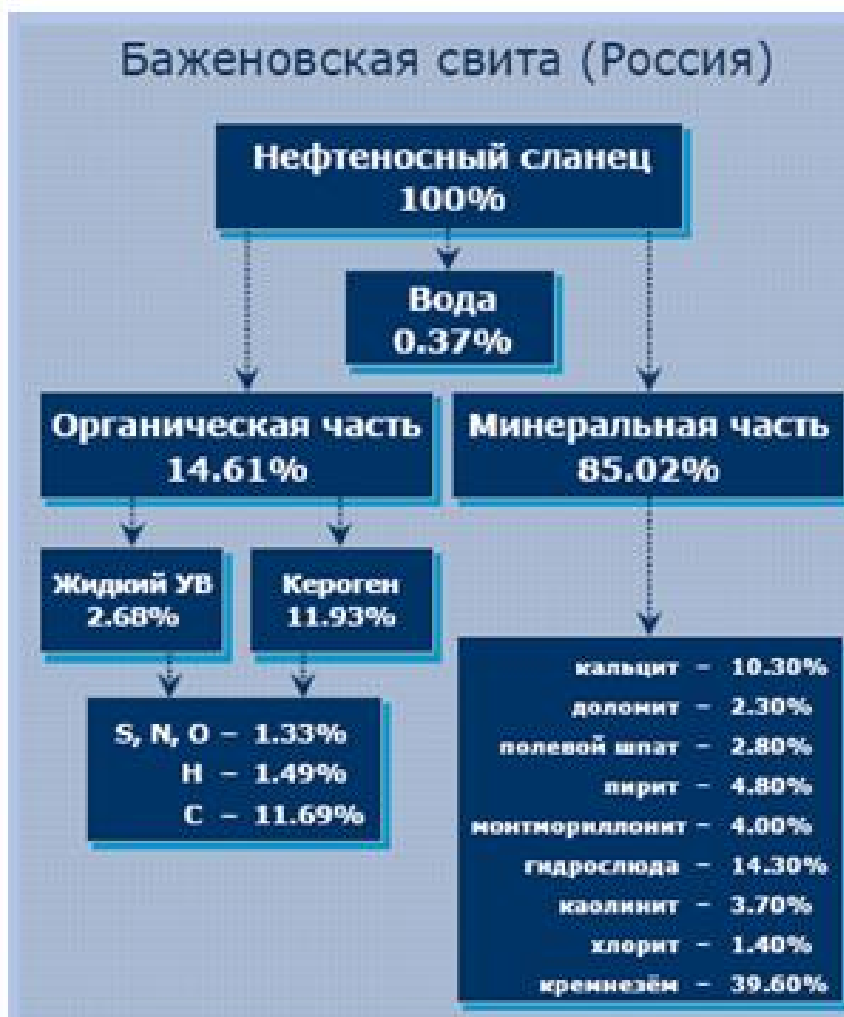 Баженовская свита (Россия)
Нефтеносный сланец
100%
Вода
0.37%
Органическая часть
14.61%
Минеральная часть
85.02%
Жидкий УВ
2.68%
Кероген
11.93%
S, N, O – 1.33%
H – 1.49%
C – 11.69%
кальцит – 10.30%
доломит – 2.30%
полевой шпат – 2.80%
пирит – 4.80%
монтмориллонит – 4.00%
гидрослюда – 14.30%
каолинит – 3.70%
хлорит – 1.40%
кремнезём – 39.60%